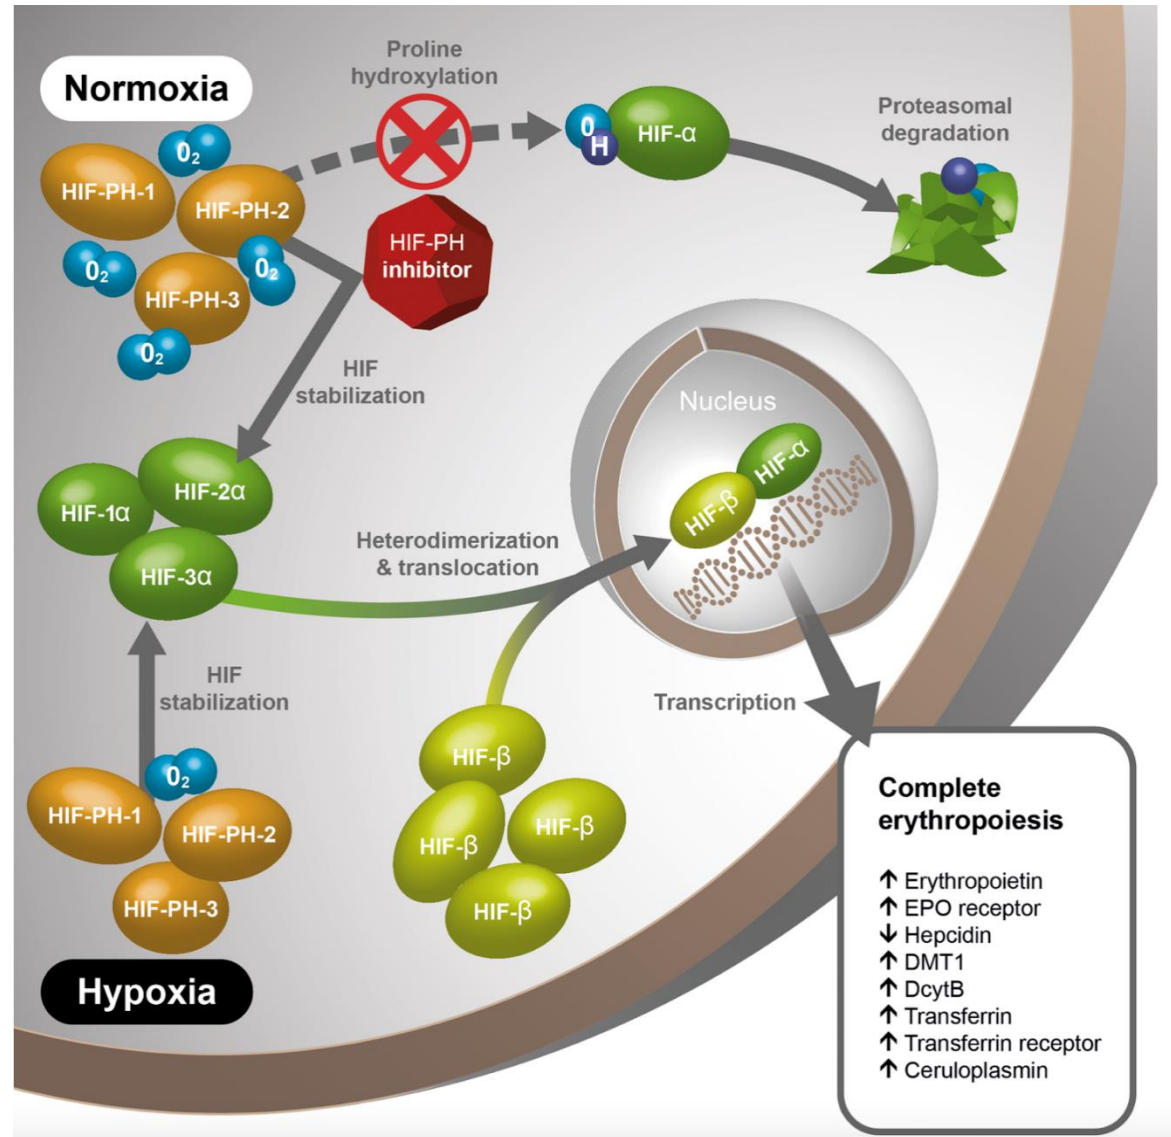 Normoxia
Proline
hydroxylation
O₂
HIF-PH-1
HIF-PH-2
O₂
O₂
HIF-PH-3
O₂
HIF-PH
inhibitor
O
H
HIF-α
Proteasomal
degradation
HIF
stabilization
HIF-1α
HIF-2α
HIF-3α
Nucleus
HIF-β
HIF-α
Heterodimerization
& translocation
HIF
stabilization
Transcription
O₂
HIF-PH-1
HIF-PH-2
HIF-PH-3
HIF-β
HIF-β
HIF-β
HIF-β
Hypoxia
Complete
erythropoiesis
↑ Erythropoietin
↑ EPO receptor
↓ Hepcidin
↑ DMT1
↑ DcytB
↑ Transferrin
↑ Transferrin receptor
↑ Ceruloplasmin